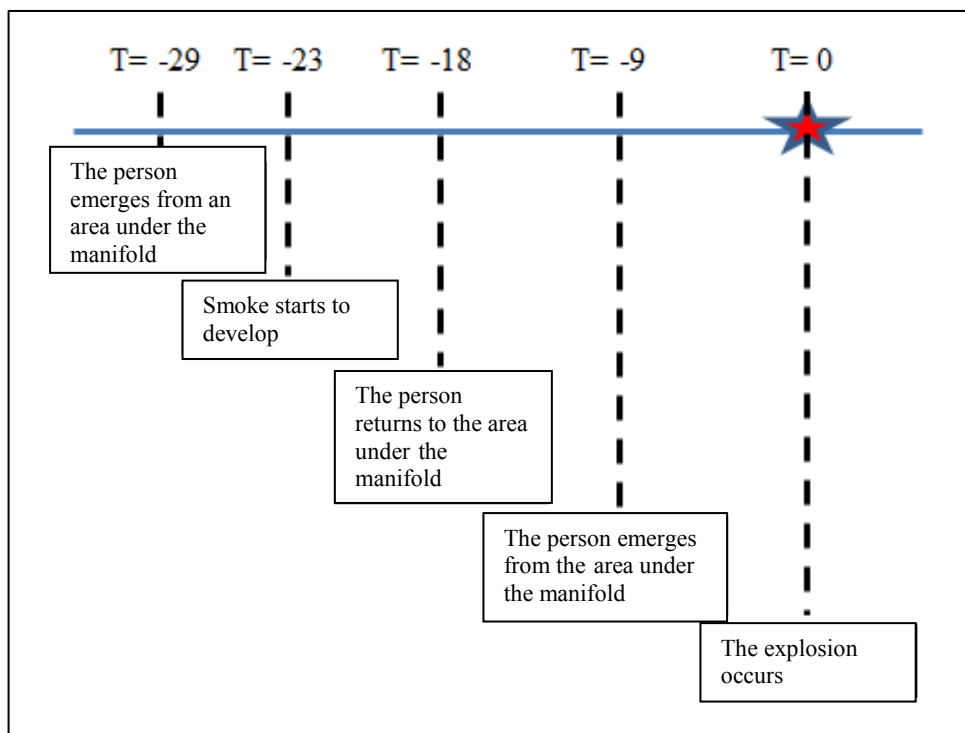 T= -29 T= -23 T= -18 T= -9 T= 0
The person
emerges from an
area under the
manifold
Smoke starts to
develop
The person
returns to the area
under the
manifold
The person emerges
from the area under
the manifold
The explosion
occurs